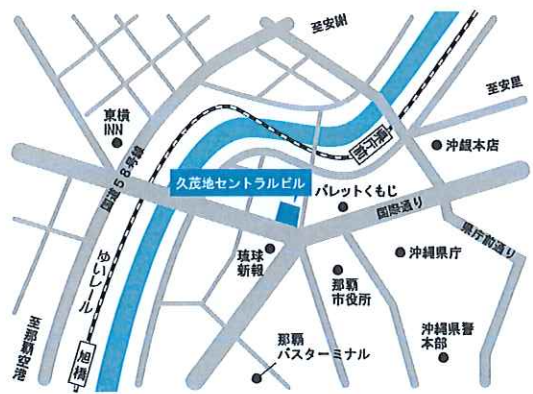 至安謝
至安里
東横
INN
県庁前
沖銀本店
国道58号線
久茂地セントラルビル
パレットくもじ
国際通り
県庁前通り
琉球
新報
沖縄県庁
那覇
市役所
ゆいレール
至那覇空港
旭橋
那覇
バスターミナル
沖縄県警
本部